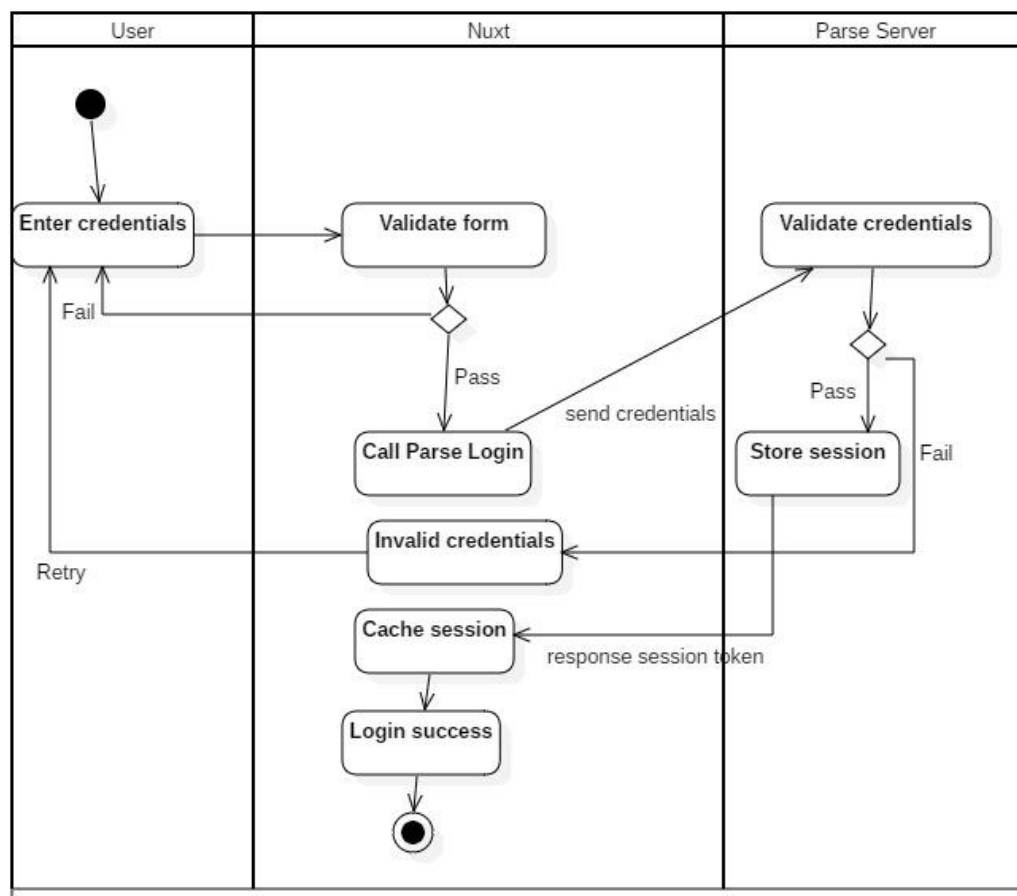 User
Nuxt
Parse Server
Enter credentials
Validate form
Validate credentials
Fail
Pass
send credentials
Pass
Call Parse Login
Store session
Fail
Invalid credentials
Retry
Cache session
response session token
Login success